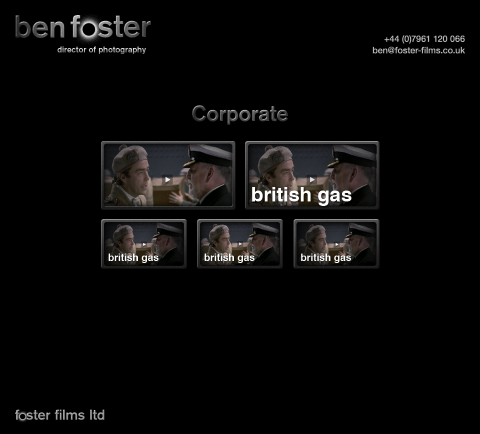 ben foster
director of photography
+44 (0)7961 120 066
ben@foster-films.co.uk
Corporate
british gas
british gas
british gas
british gas
foster films ltd